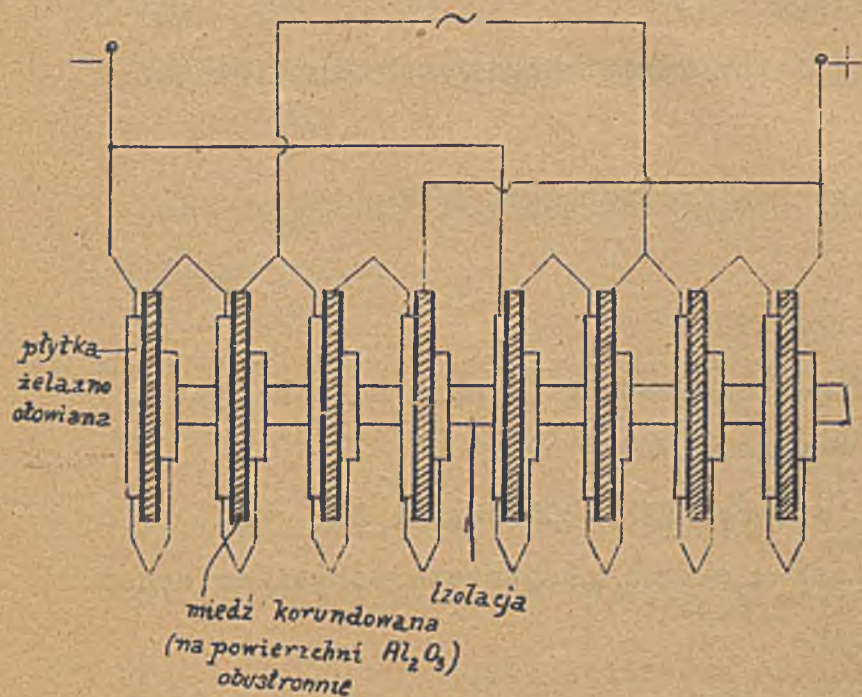 ~
− +
płytka
żelazno
ołowiana
Izolacja
miedź korundowana
(na powierzchni Al₂O₃)
obustronnie